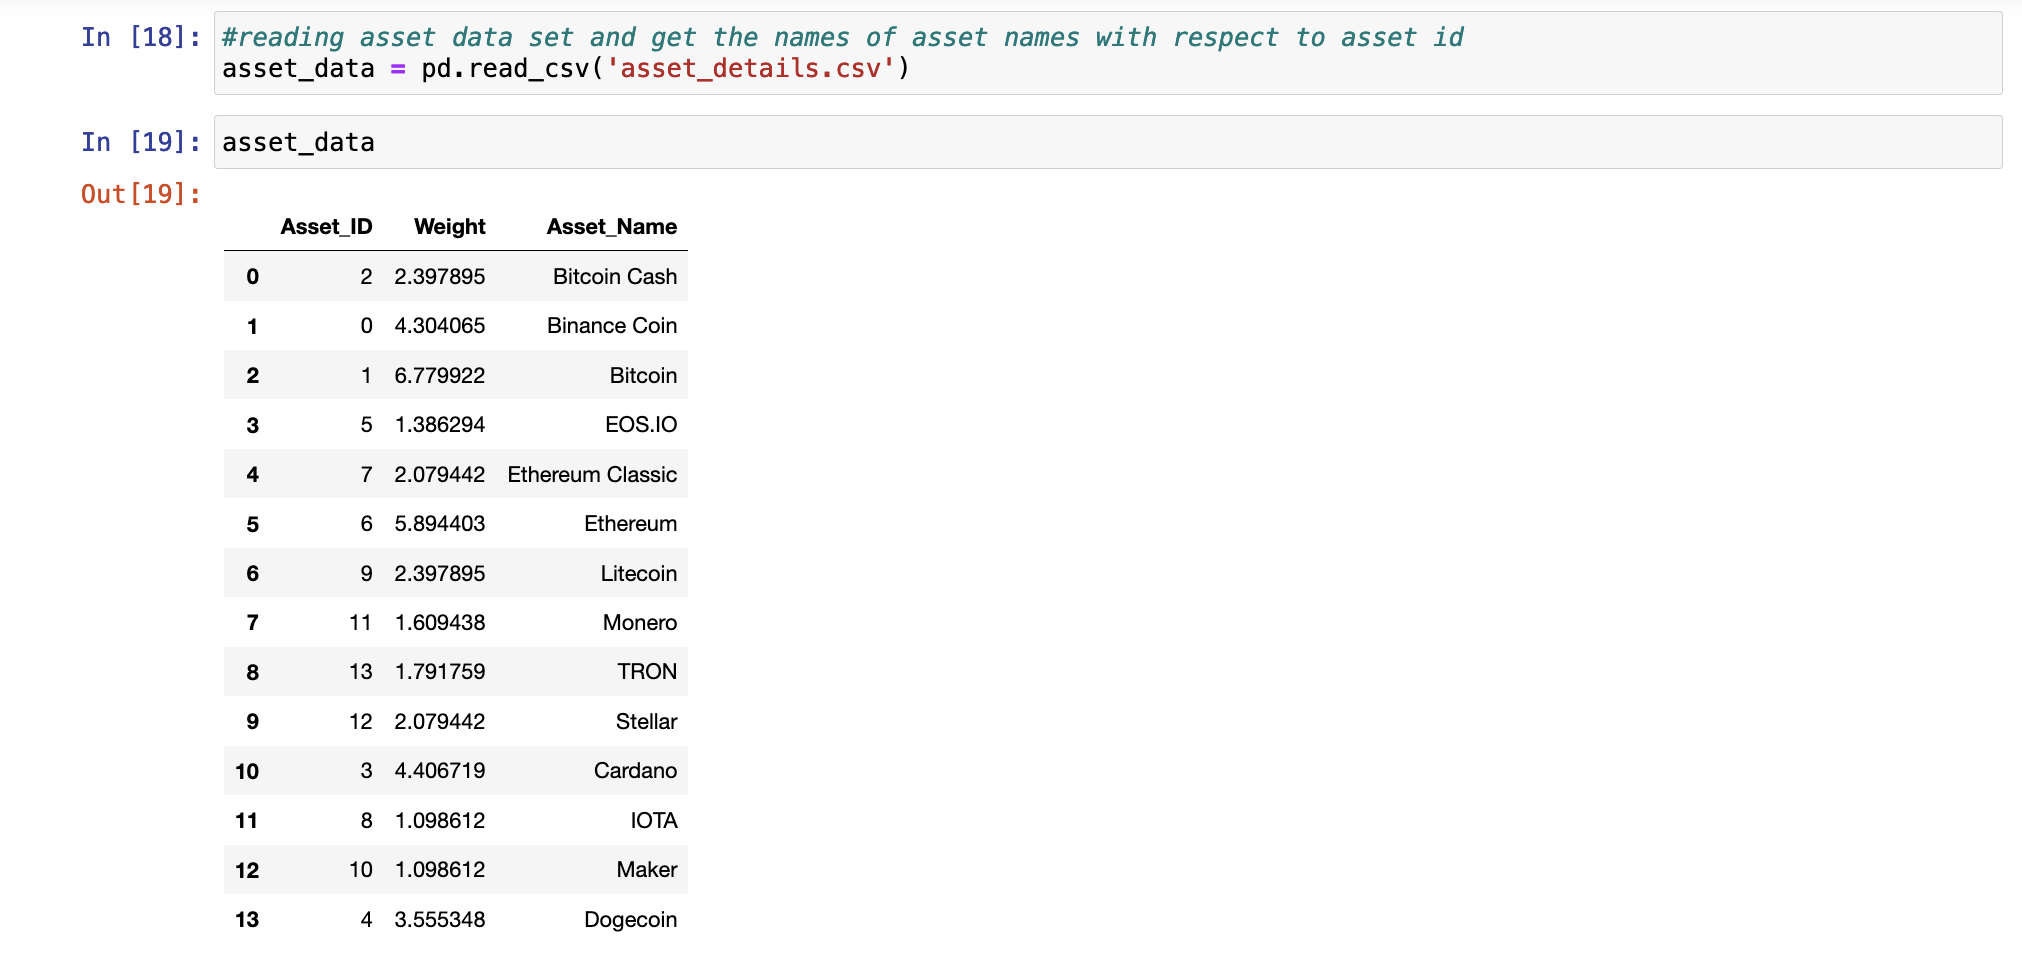 In [18]: #reading asset data set and get the names of asset names with respect to asset id
asset_data = pd.read_csv('asset_details.csv')
In [19]: asset_data
Out[19]:
Asset_ID Weight Asset_Name
0 2 2.397895 Bitcoin Cash
1 0 4.304065 Binance Coin
2 1 6.779922 Bitcoin
3 5 1.386294 EOS.IO
4 7 2.079442 Ethereum Classic
5 6 5.894403 Ethereum
6 9 2.397895 Litecoin
7 11 1.609438 Monero
8 13 1.791759 TRON
9 12 2.079442 Stellar
10 3 4.406719 Cardano
11 8 1.098612 IOTA
12 10 1.098612 Maker
13 4 3.555348 Dogecoin